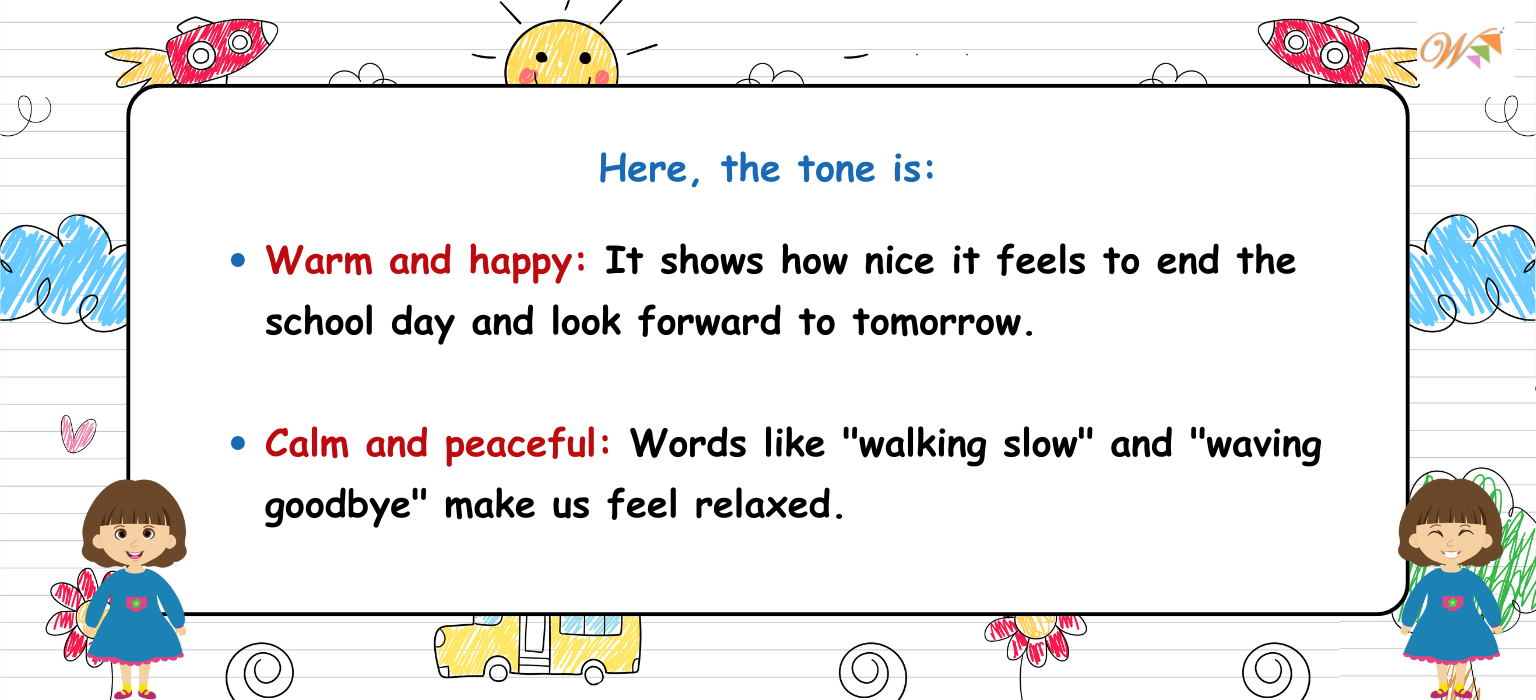 W
Here, the tone is:
• Warm and happy: It shows how nice it feels to end the
school day and look forward to tomorrow.
• Calm and peaceful: Words like "walking slow" and "waving
goodbye" make us feel relaxed.